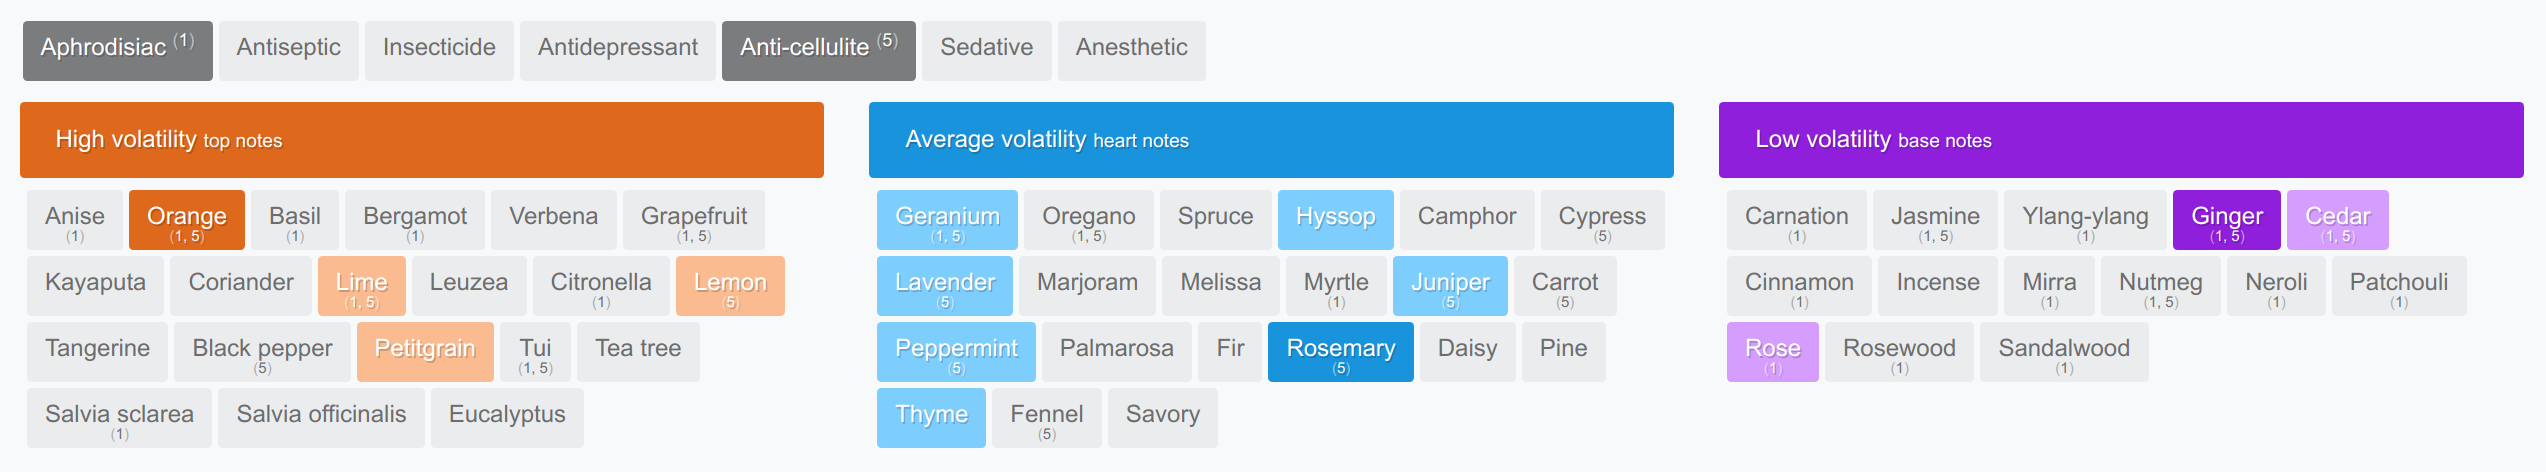 Aphrodisiac (1) Antiseptic Insecticide Antidepressant Anti-cellulite (5) Sedative Anesthetic
High volatility top notes
Anise (1) Orange (1, 5) Basil (1) Bergamot (1) Verbena Grapefruit (1, 5)
Kayaputa Coriander Lime (1, 5) Leuzea Citronella (1) Lemon (5)
Tangerine Black pepper (5) Petitgrain Tui (1, 5) Tea tree
Salvia sclarea (1) Salvia officinalis Eucalyptus
Average volatility heart notes
Geranium (1, 5) Oregano (1, 5) Spruce Hyssop Camphor Cypress (5)
Lavender (5) Marjoram Melissa Myrtle (1) Juniper (5) Carrot (5)
Peppermint (5) Palmarosa Fir Rosemary (5) Daisy Pine
Thyme Fennel (5) Savory
Low volatility base notes
Carnation (1) Jasmine (1, 5) Ylang-ylang (1) Ginger (1, 5) Cedar (1, 5)
Cinnamon (1) Incense Mirra (1) Nutmeg (1, 5) Neroli (1) Patchouli (1)
Rose (1) Rosewood (1) Sandalwood (1)